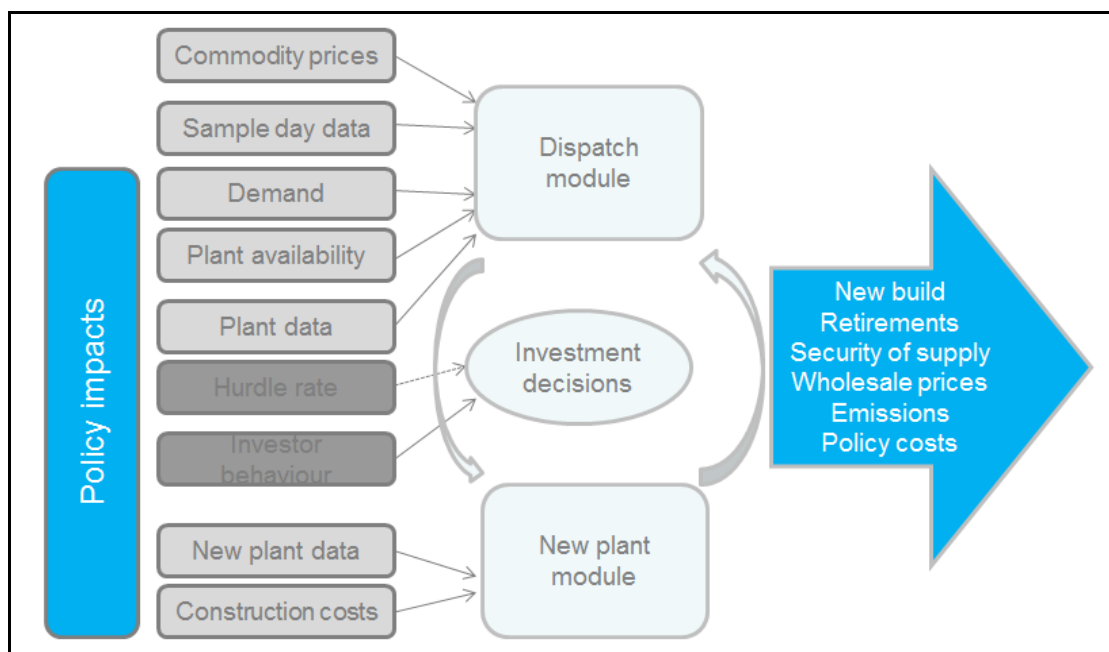 Policy impacts
Commodity prices
Sample day data
Demand
Plant availability
Plant data
Hurdle rate
Investor
behaviour
New plant data
Construction costs
Dispatch
module
Investment
decisions
New plant
module
New build
Retirements
Security of supply
Wholesale prices
Emissions
Policy costs